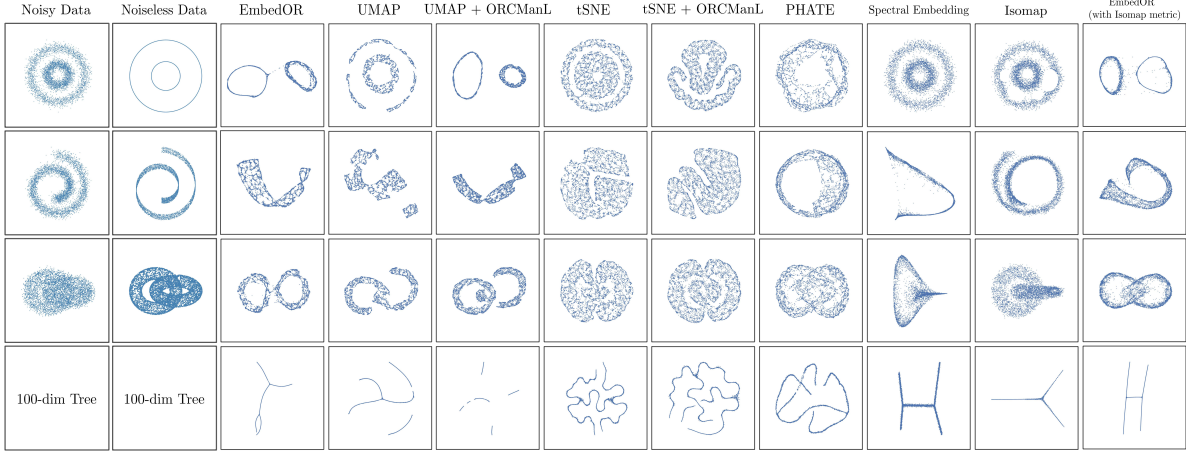 Noisy Data
Noiseless Data
EmbedOR
UMAP
UMAP + ORCManL
tSNE
tSNE + ORCManL
PHATE
Spectral Embedding
Isomap
EmbedOR
(with Isomap metric)
100-dim Tree
100-dim Tree